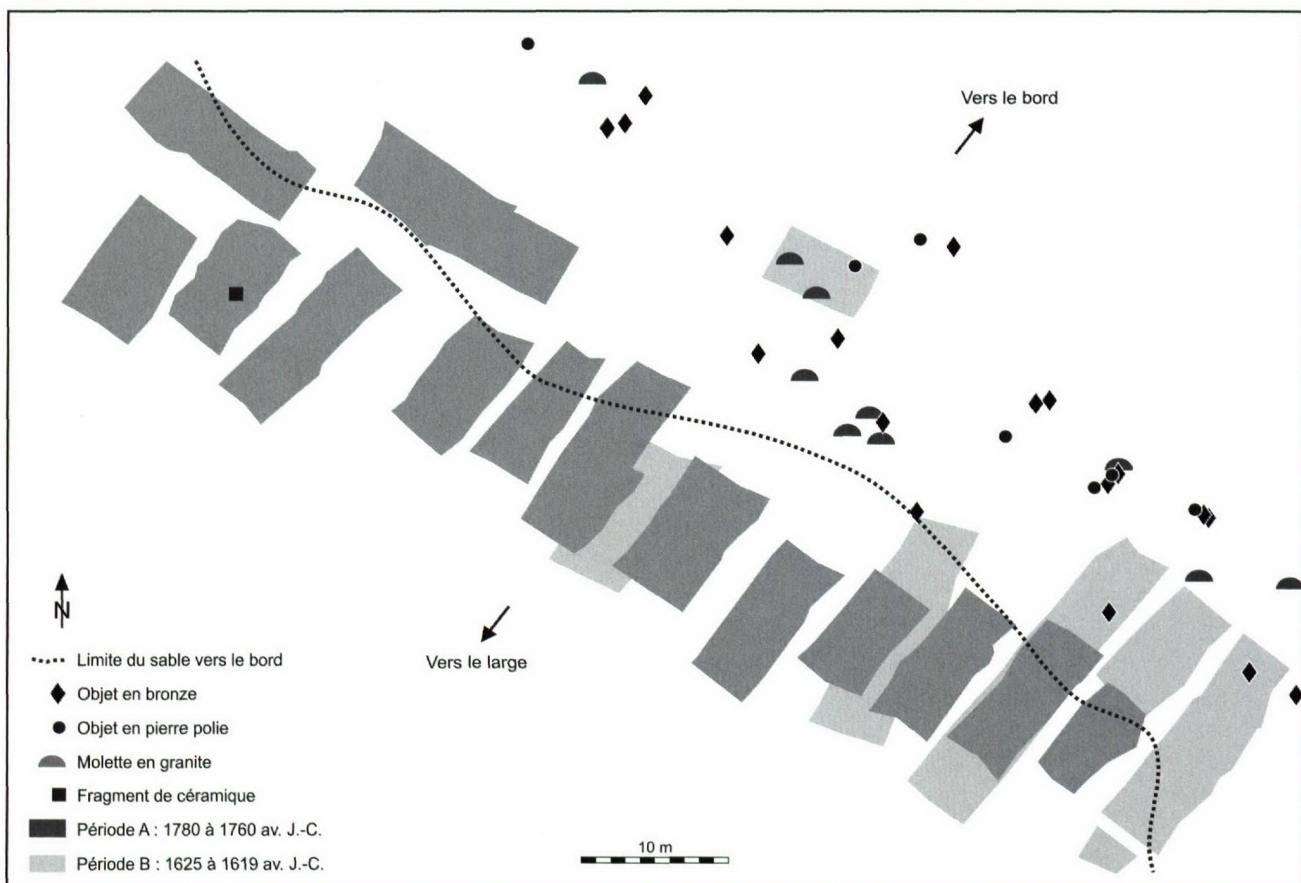 Vers le bord
N
Vers le large
Limite du sable vers le bord
Objet en bronze
Objet en pierre polie
Molette en granite
Fragment de céramique
Période A : 1780 à 1760 av. J.-C.
Période B : 1625 à 1619 av. J.-C.
10 m